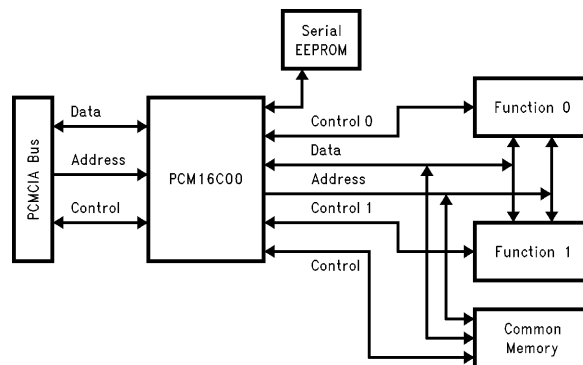 Serial
EEPROM
PCMCIA Bus
Data
Address
Control
PCM16C00
Control 0
Data
Address
Control 1
Control
Function 0
Function 1
Common
Memory